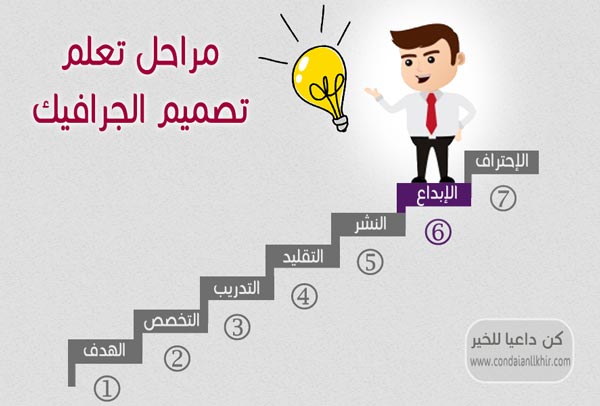 مراحل تعلم
تصميم الجرافيك
الهدف
①
التخصص
②
التدريب
③
التقليد
④
النشر
⑤
الإبداع
⑥
الإحتراف
⑦
كن داعيا للخير
www.condaianllkhir.com